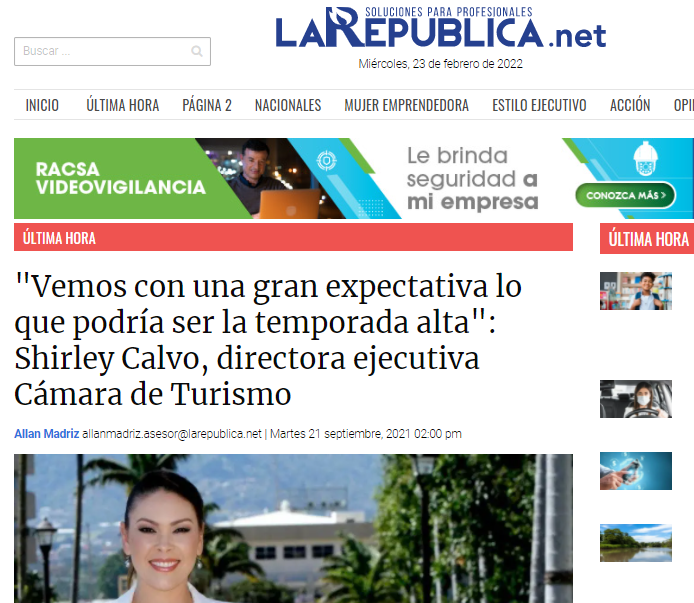 SOLUCIONES PARA PROFESIONALES
LAREPUBLICA.net
Buscar ...
Miércoles, 23 de febrero de 2022
INICIO ÚLTIMA HORA PÁGINA 2 NACIONALES MUJER EMPRENDEDORA ESTILO EJECUTIVO ACCIÓN OPI
RACSA
VIDEOVIGILANCIA
Le brinda
seguridad a
mi empresa
CONOZCA MÁS >
ÚLTIMA HORA
ÚLTIMA HORA
"Vemos con una gran expectativa lo
que podría ser la temporada alta":
Shirley Calvo, directora ejecutiva
Cámara de Turismo
Allan Madriz allanmadriz.asesor@larepublica.net | Martes 21 septiembre, 2021 02:00 pm